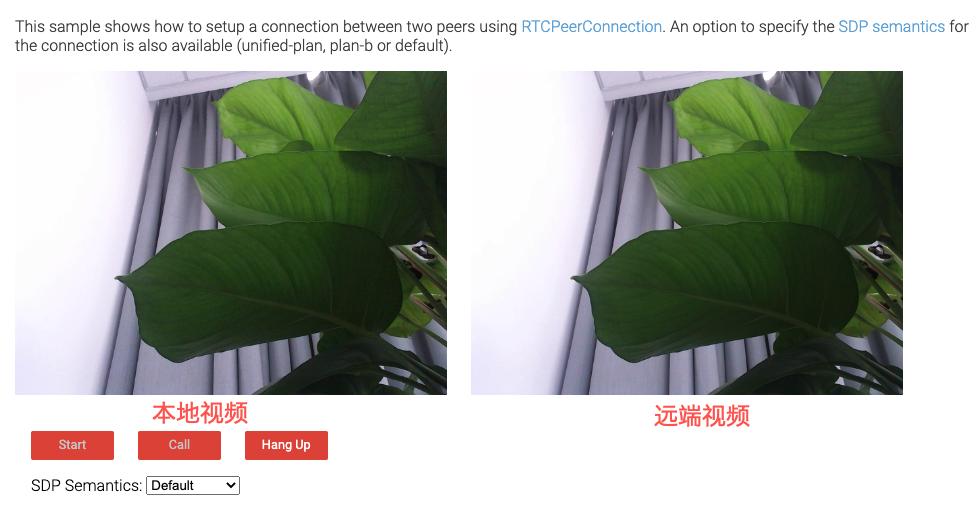 This sample shows how to setup a connection between two peers using RTCPeerConnection. An option to specify the SDP semantics for
the connection is also available (unified-plan, plan-b or default).
本地视频
远端视频
Start
Call
Hang Up
SDP Semantics: Default